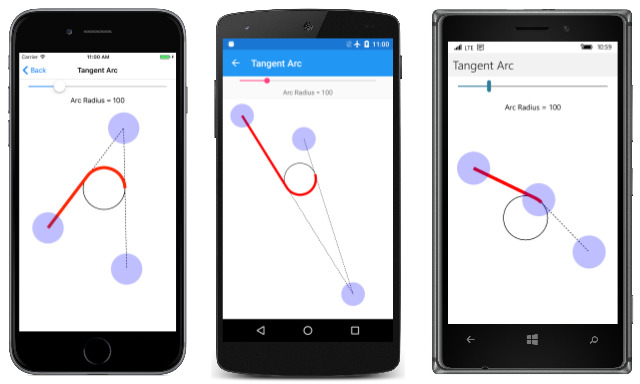 Carrier 11:00 AM
Back Tangent Arc
Arc Radius = 100
11:00
Tangent Arc
Arc Radius = 100
LTE 10:59
Tangent Arc
Arc Radius = 100